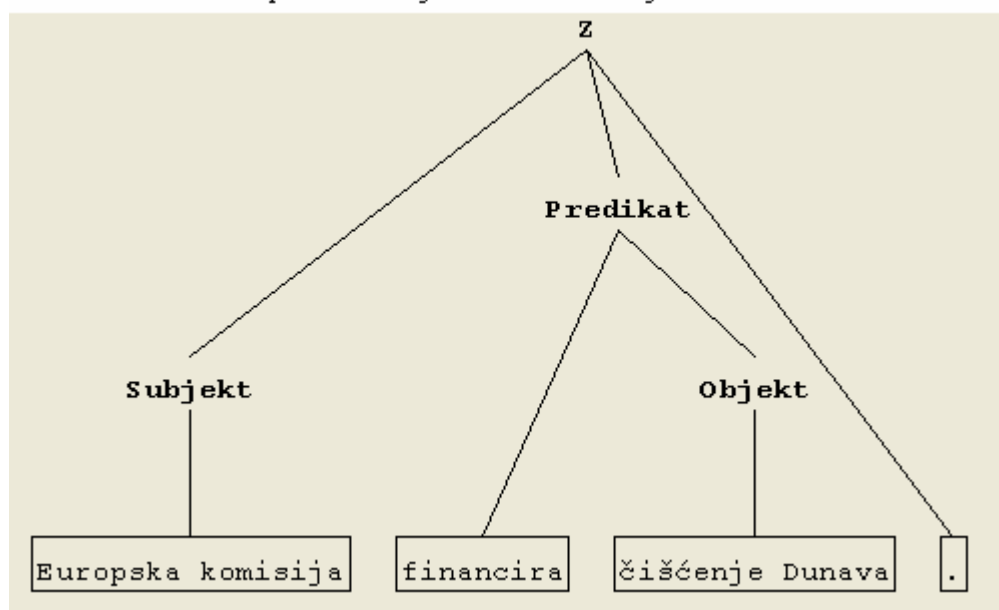 Z
Predikat
Subjekt Objekt
Europska komisija financira čišćenje Dunava .